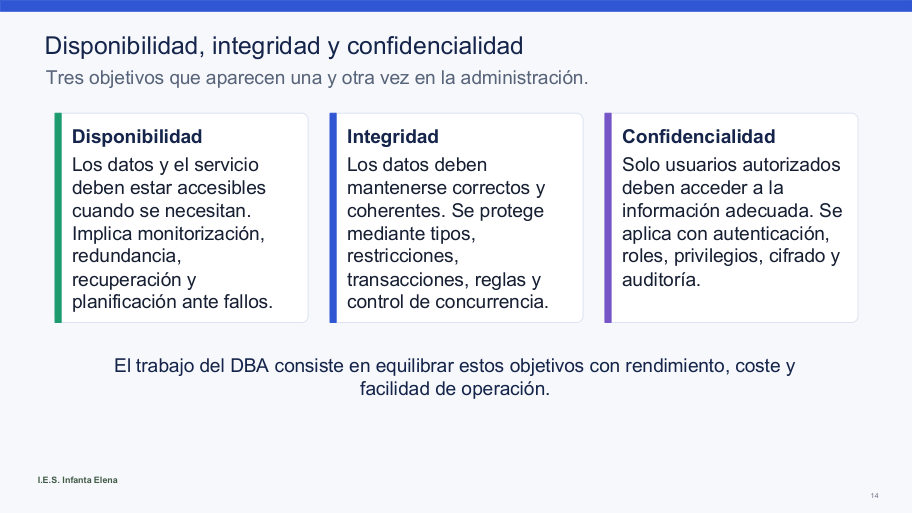 Disponibilidad, integridad y confidencialidad
Tres objetivos que aparecen una y otra vez en la administración.
Disponibilidad
Los datos y el servicio
deben estar accesibles
cuando se necesitan.
Implica monitorización,
redundancia,
recuperación y
planificación ante fallos.
Integridad
Los datos deben
mantenerse correctos y
coherentes. Se protege
mediante tipos,
restricciones,
transacciones, reglas y
control de concurrencia.
Confidencialidad
Solo usuarios autorizados
deben acceder a la
información adecuada. Se
aplica con autenticación,
roles, privilegios, cifrado y
auditoría.
El trabajo del DBA consiste en equilibrar estos objetivos con rendimiento, coste y
facilidad de operación.
I.E.S. Infanta Elena
14